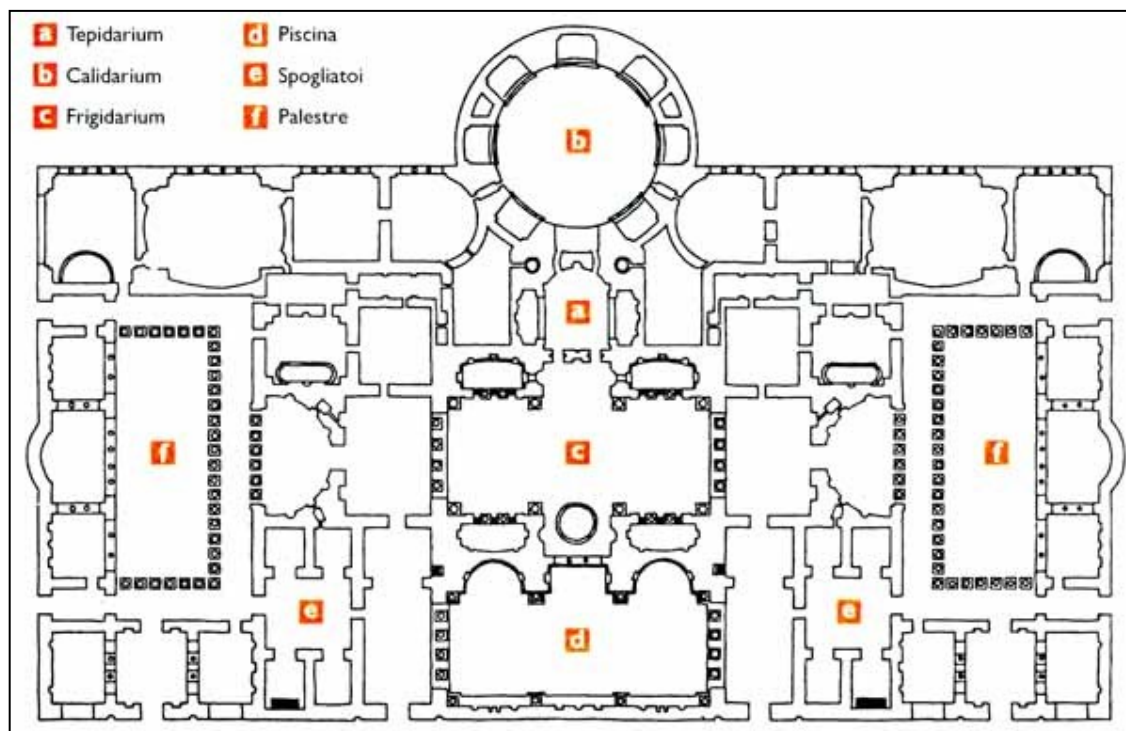 a Tepidarium
b Calidarium
c Frigidarium
d Piscina
e Spogliatoi
f Palestre
b
a
f
c
f
e
e
d